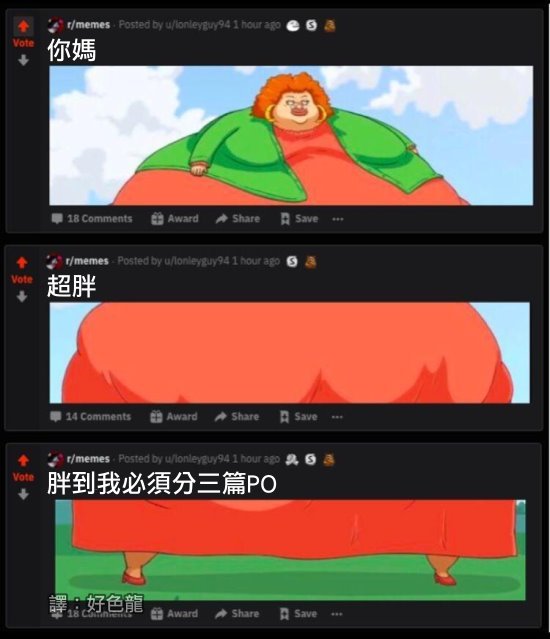 r/memes · Posted by u/lonleyguy94 1 hour ago
Vote
你媽
18 Comments Award Share Save ···
r/memes · Posted by u/lonleyguy94 1 hour ago
Vote
超胖
14 Comments Award Share Save ···
r/memes · Posted by u/lonleyguy94 1 hour ago
Vote
胖到我必須分三篇PO
譯：好色龍
18 Comments Award Share Save ···